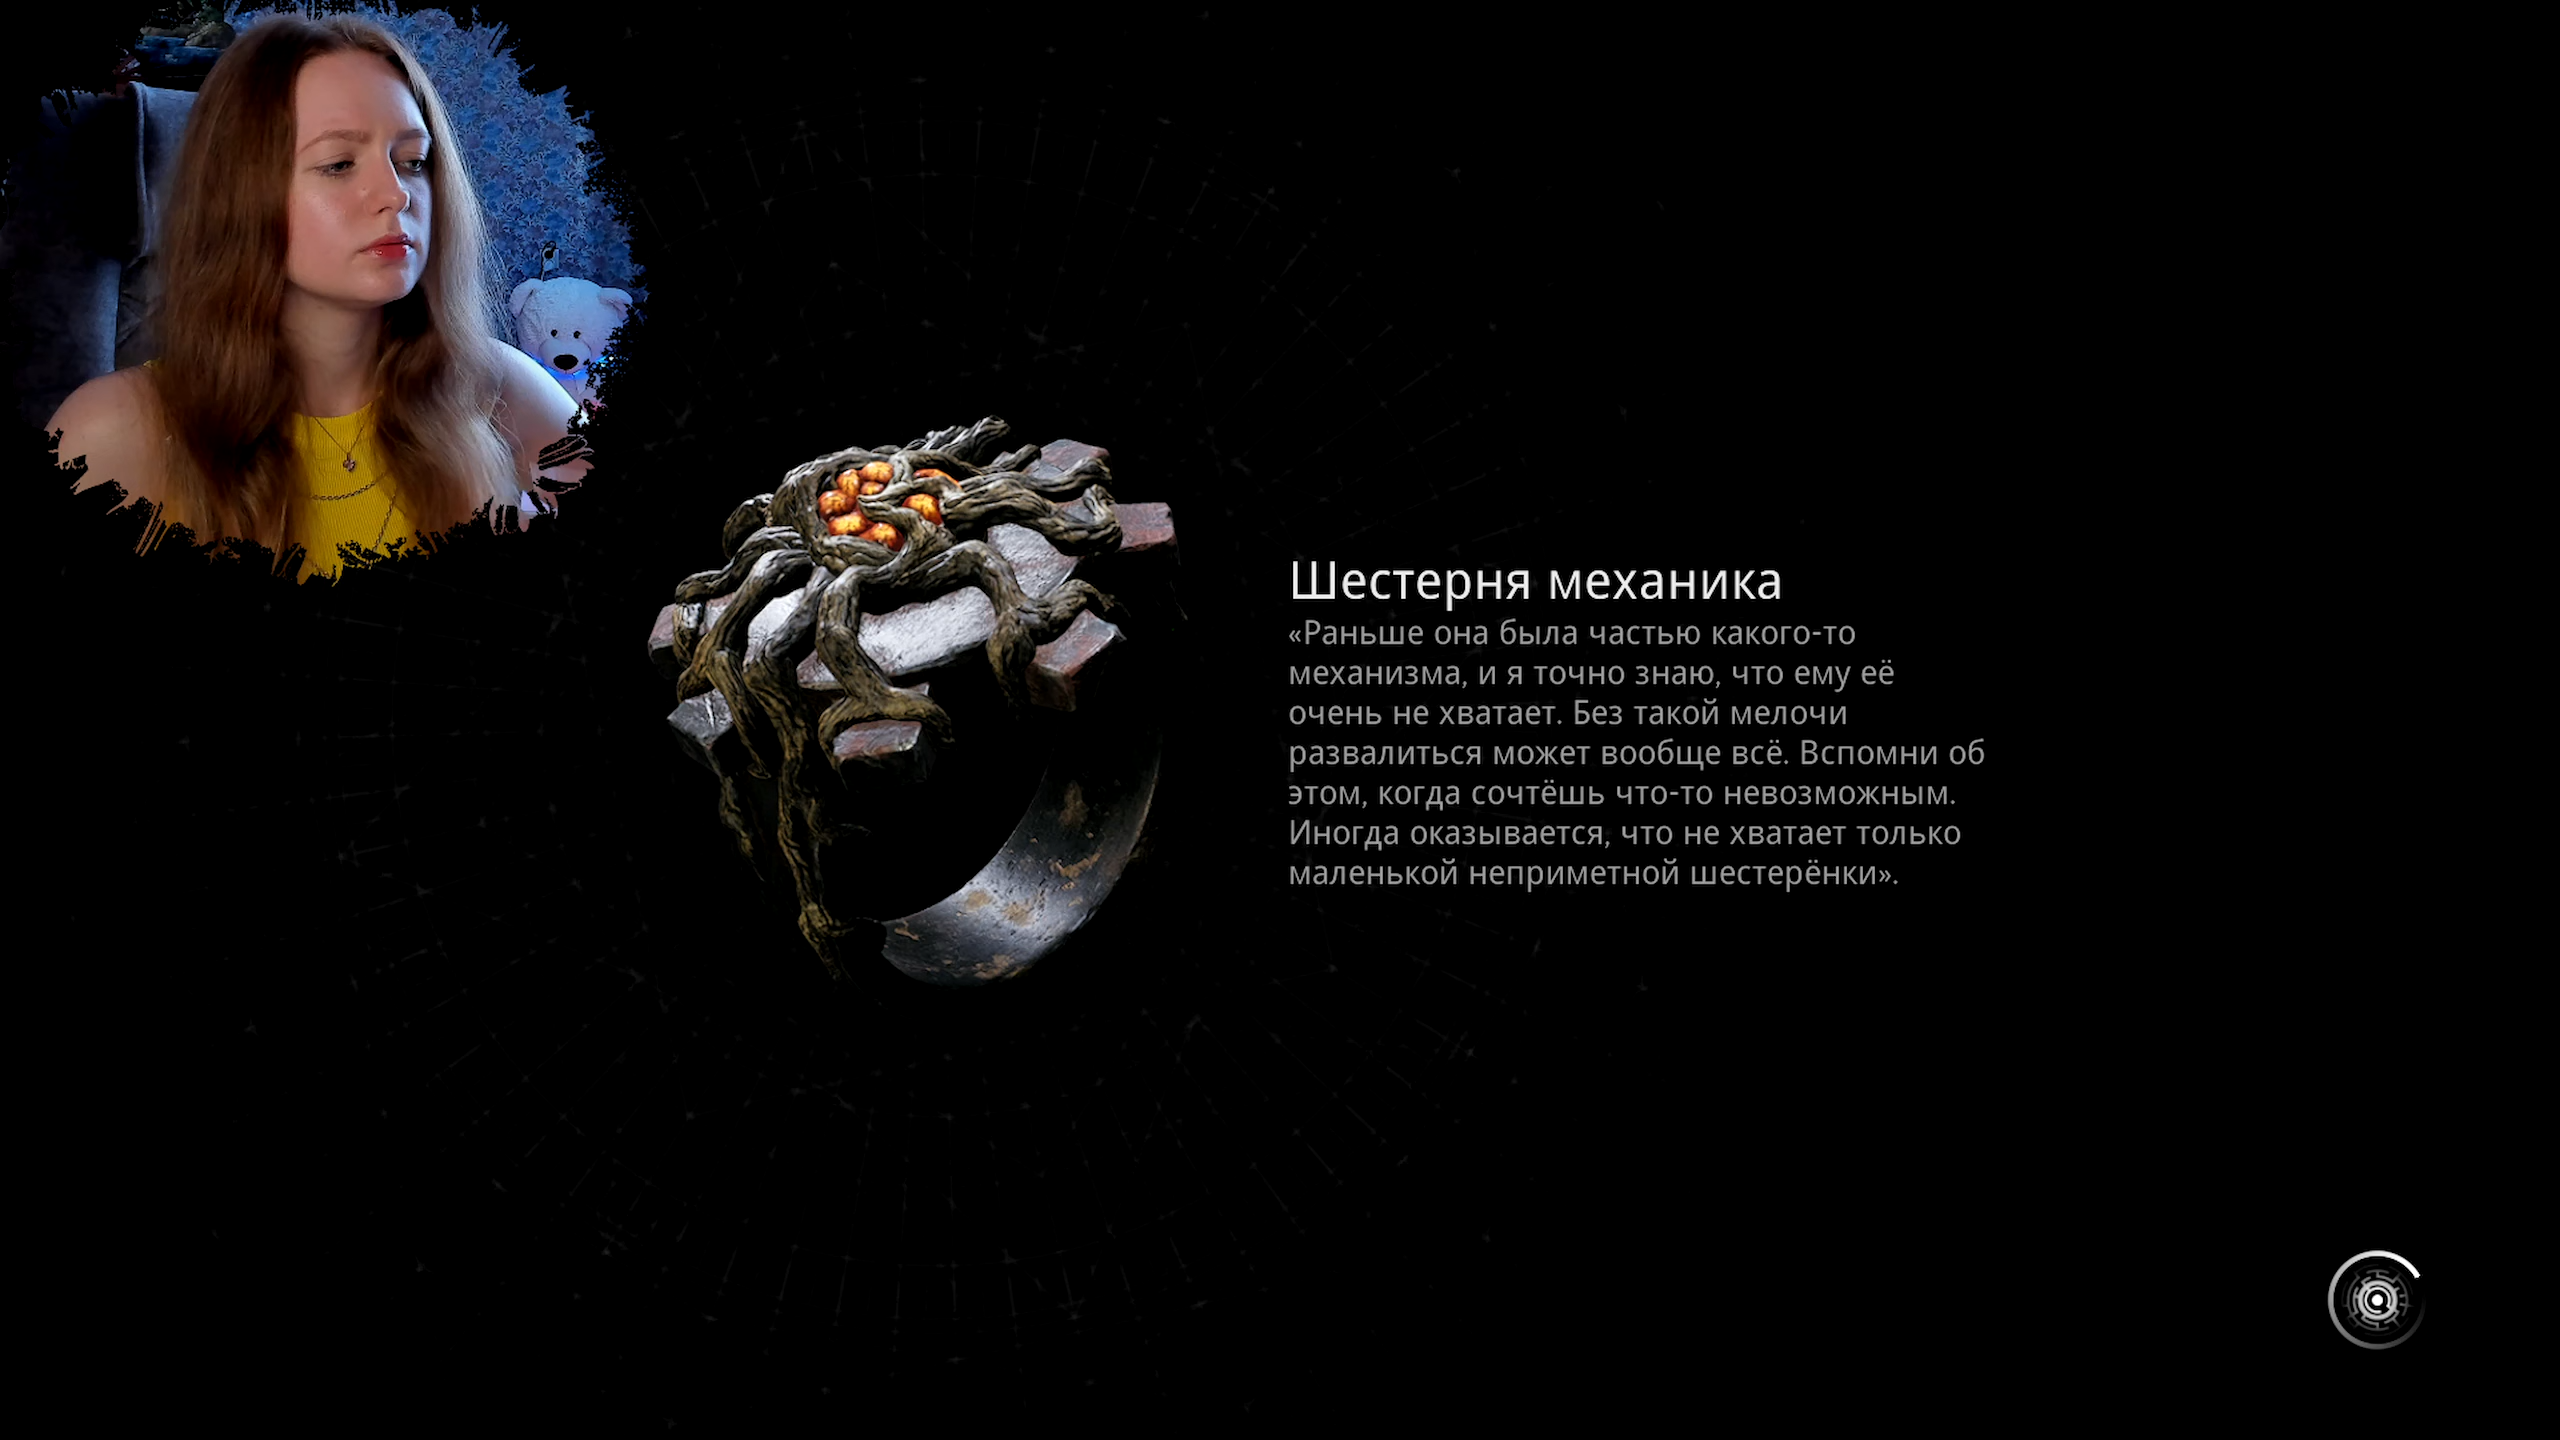 Шестерня механика
«Раньше она была частью какого-то
механизма, и я точно знаю, что ему её
очень не хватает. Без такой мелочи
развалиться может вообще всё. Вспомни об
этом, когда сочтёшь что-то невозможным.
Иногда оказывается, что не хватает только
маленькой неприметной шестерёнки».